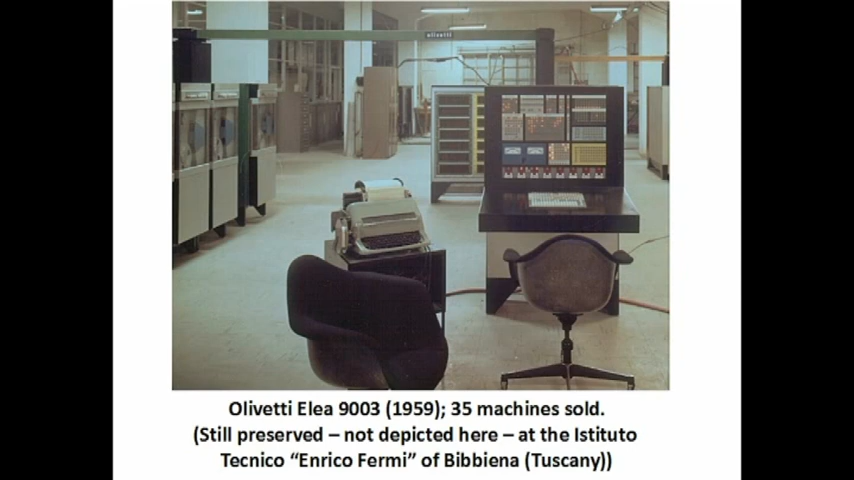 olivetti
Olivetti Elea 9003 (1959); 35 machines sold.
(Still preserved – not depicted here – at the Istituto
Tecnico “Enrico Fermi” of Bibbiena (Tuscany))